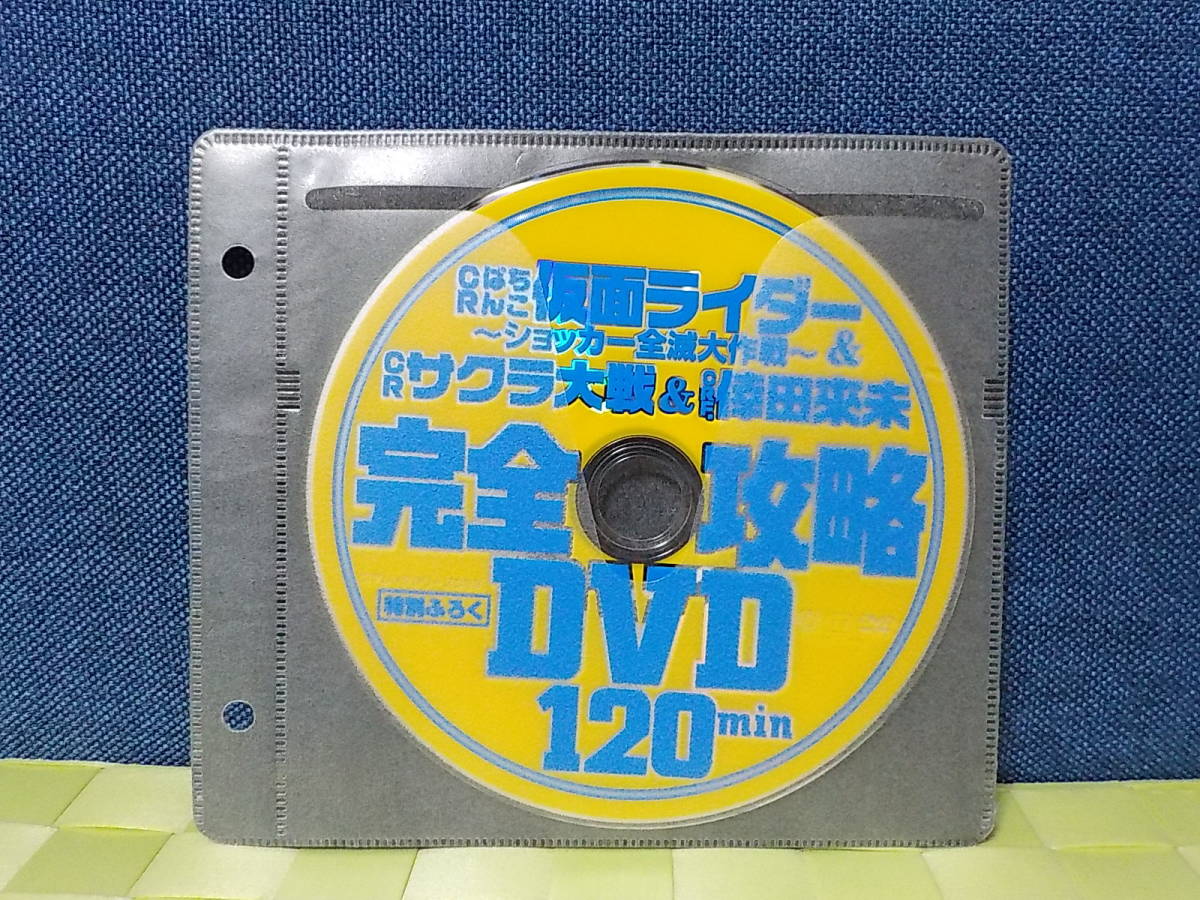 CRぱちんこ仮面ライダー
～ショッカー全滅大作戦～&
CRサクラ大戦&倖田來未
完全攻略
特別ふろく
DVD
120min